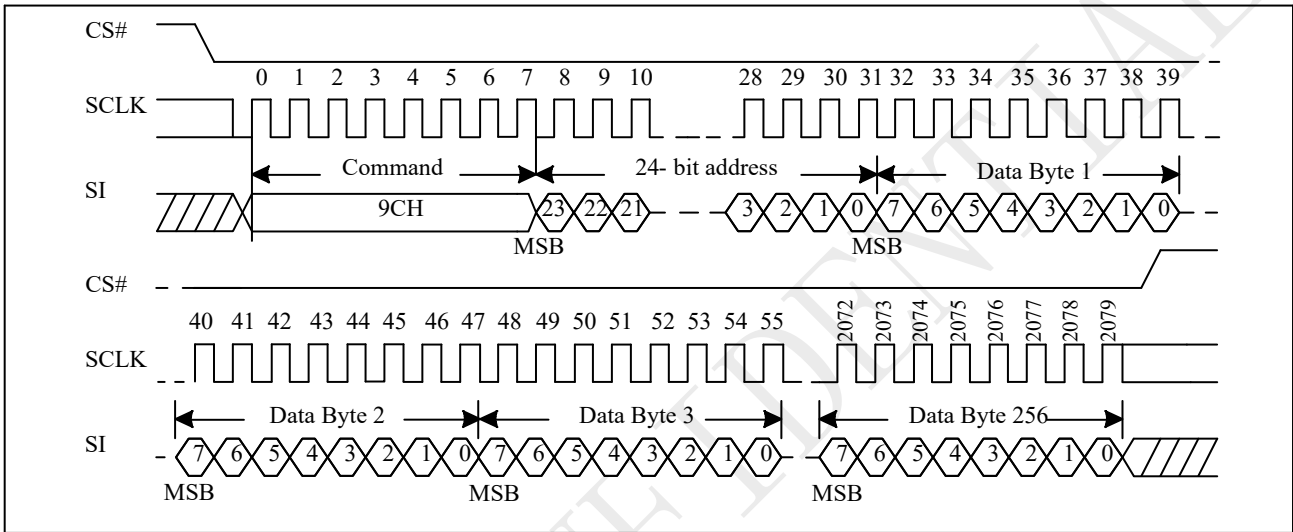 CS#
0 1 2 3 4 5 6 7 8 9 10 28 29 30 31 32 33 34 35 36 37 38 39
SCLK
Command 24- bit address Data Byte 1
SI
9CH 23 22 21 3 2 1 0 7 6 5 4 3 2 1 0
MSB MSB
CS#
40 41 42 43 44 45 46 47 48 49 50 51 52 53 54 55 2072 2073 2074 2075 2076 2077 2078 2079
SCLK
Data Byte 2 Data Byte 3 Data Byte 256
SI
7 6 5 4 3 2 1 0 7 6 5 4 3 2 1 0 7 6 5 4 3 2 1 0
MSB MSB MSB